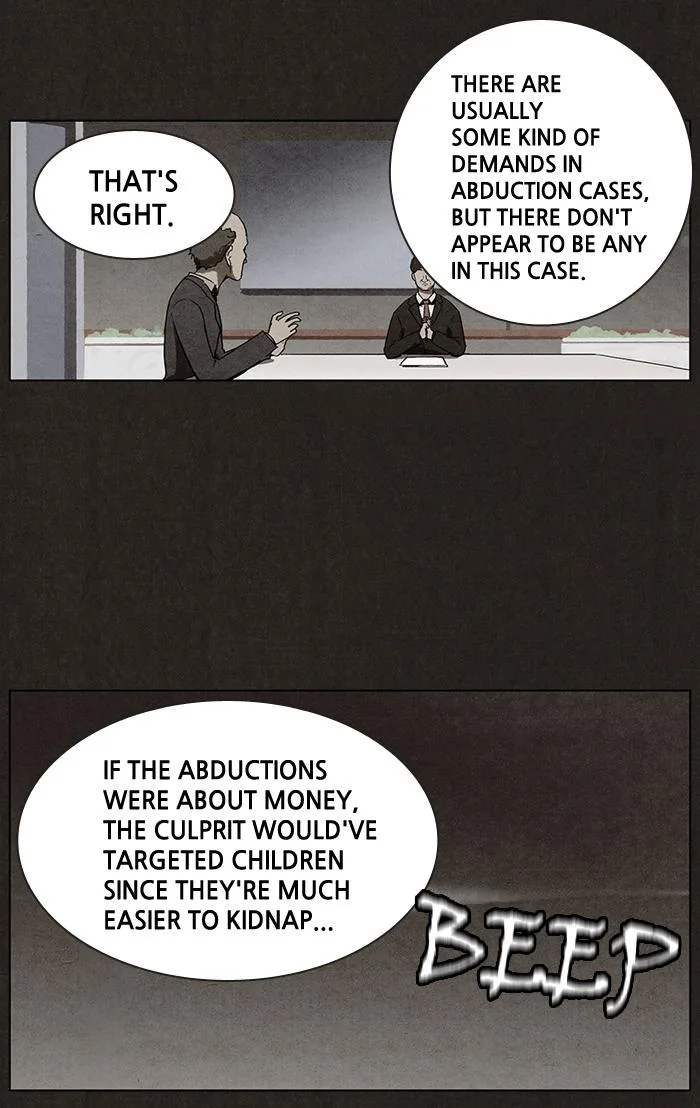 THERE ARE
USUALLY
SOME KIND OF
DEMANDS IN
ABDUCTION CASES,
BUT THERE DON'T
APPEAR TO BE ANY
IN THIS CASE.
THAT'S
RIGHT.
IF THE ABDUCTIONS
WERE ABOUT MONEY,
THE CULPRIT WOULD'VE
TARGETED CHILDREN
SINCE THEY'RE MUCH
EASIER TO KIDNAP...
BEEP